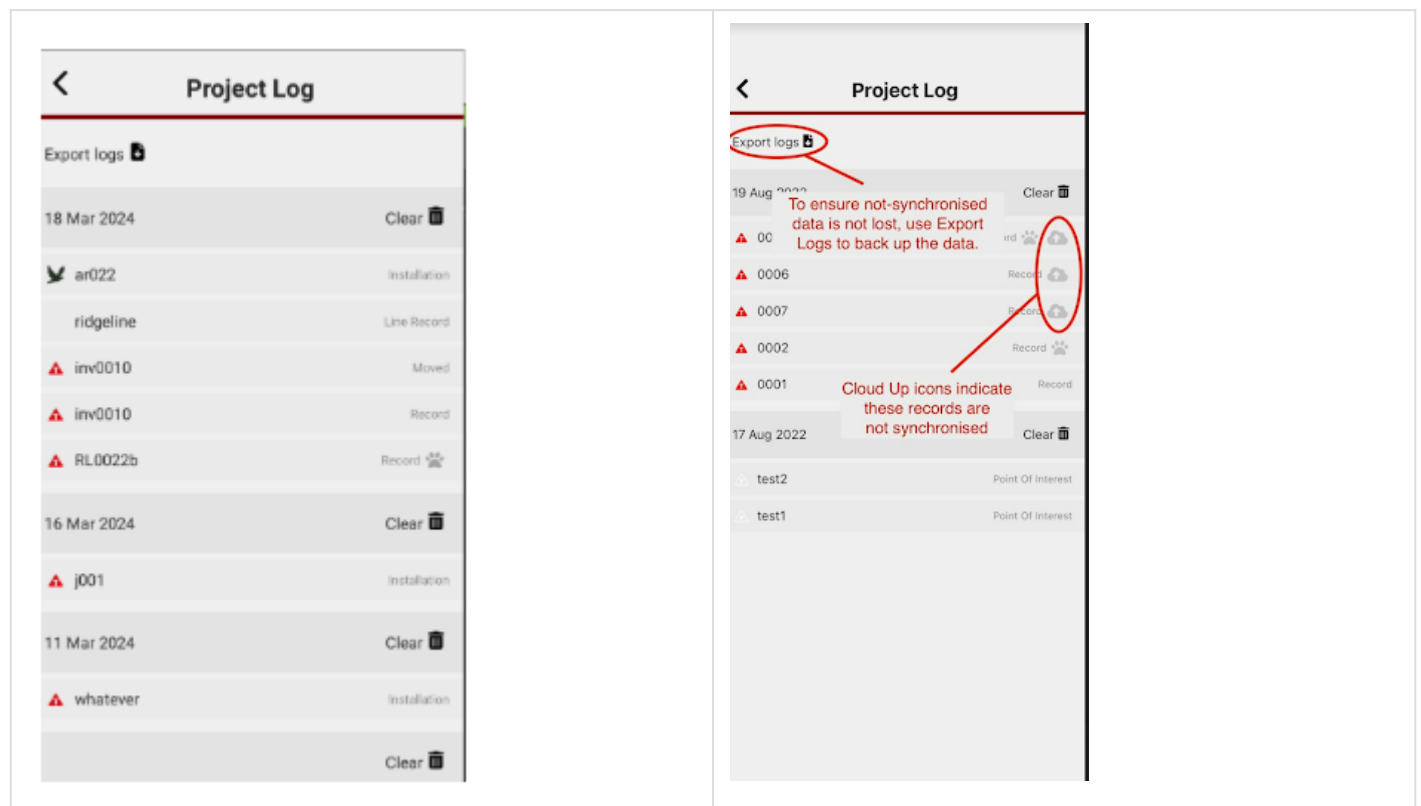 Project Log
Export logs
18 Mar 2024 Clear
ar022 Installation
ridgeline Line Record
inv0010 Moved
inv0010 Record
RL0022b Record
16 Mar 2024 Clear
j001 Installation
11 Mar 2024 Clear
whatever Installation
Clear
Project Log
Export logs
19 Aug Clear
To ensure not-synchronised
data is not lost, use Export
Logs to back up the data.
0006 Record
0007 Record
0002 Record
0001 Record
Cloud Up icons indicate
these records are
not synchronised
17 Aug 2022 Clear
test2 Point Of Interest
test1 Point Of Interest